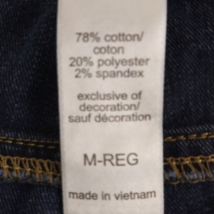 78% cotton/
coton
20% polyester
2% spandex
exclusive of
decoration/
sauf décoration
M-REG
made in vietnam